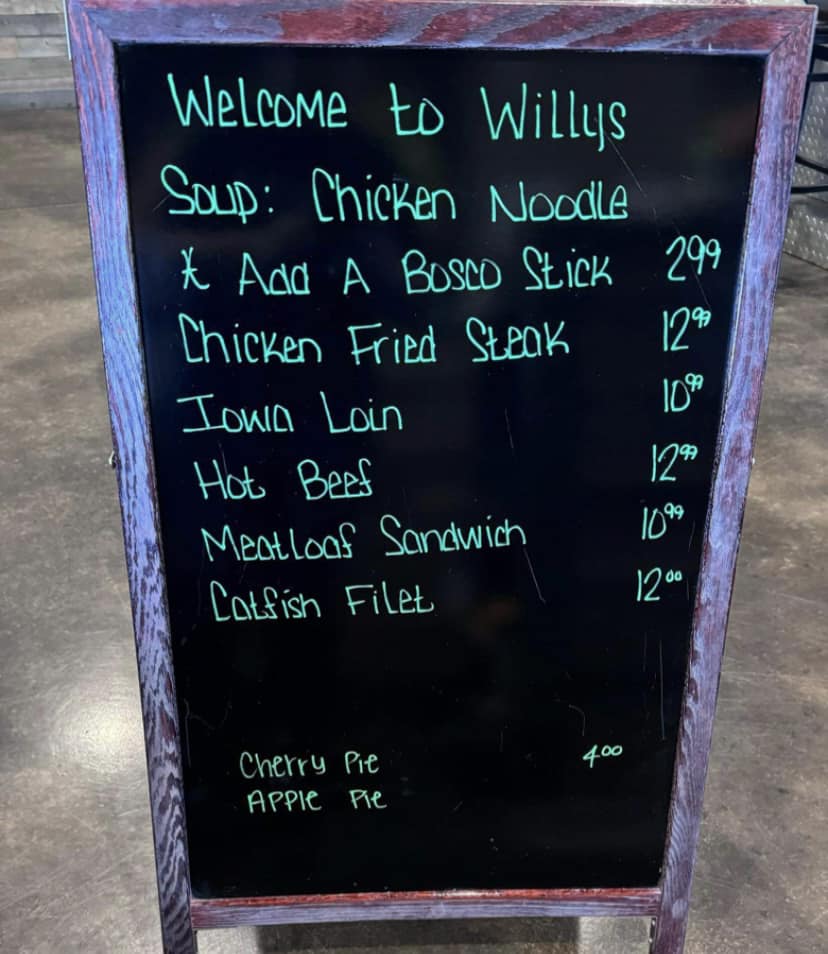 Welcome to Willys
Soup: Chicken Noodle
* Add A Bosco Stick 299
Chicken Fried Steak 12⁹⁹
Iowa Loin 10⁹⁹
Hot Beef 12⁹⁹
Meatloaf Sandwich 10⁹⁹
Catfish Filet 12⁰⁰
Cherry Pie 4⁰⁰
Apple Pie